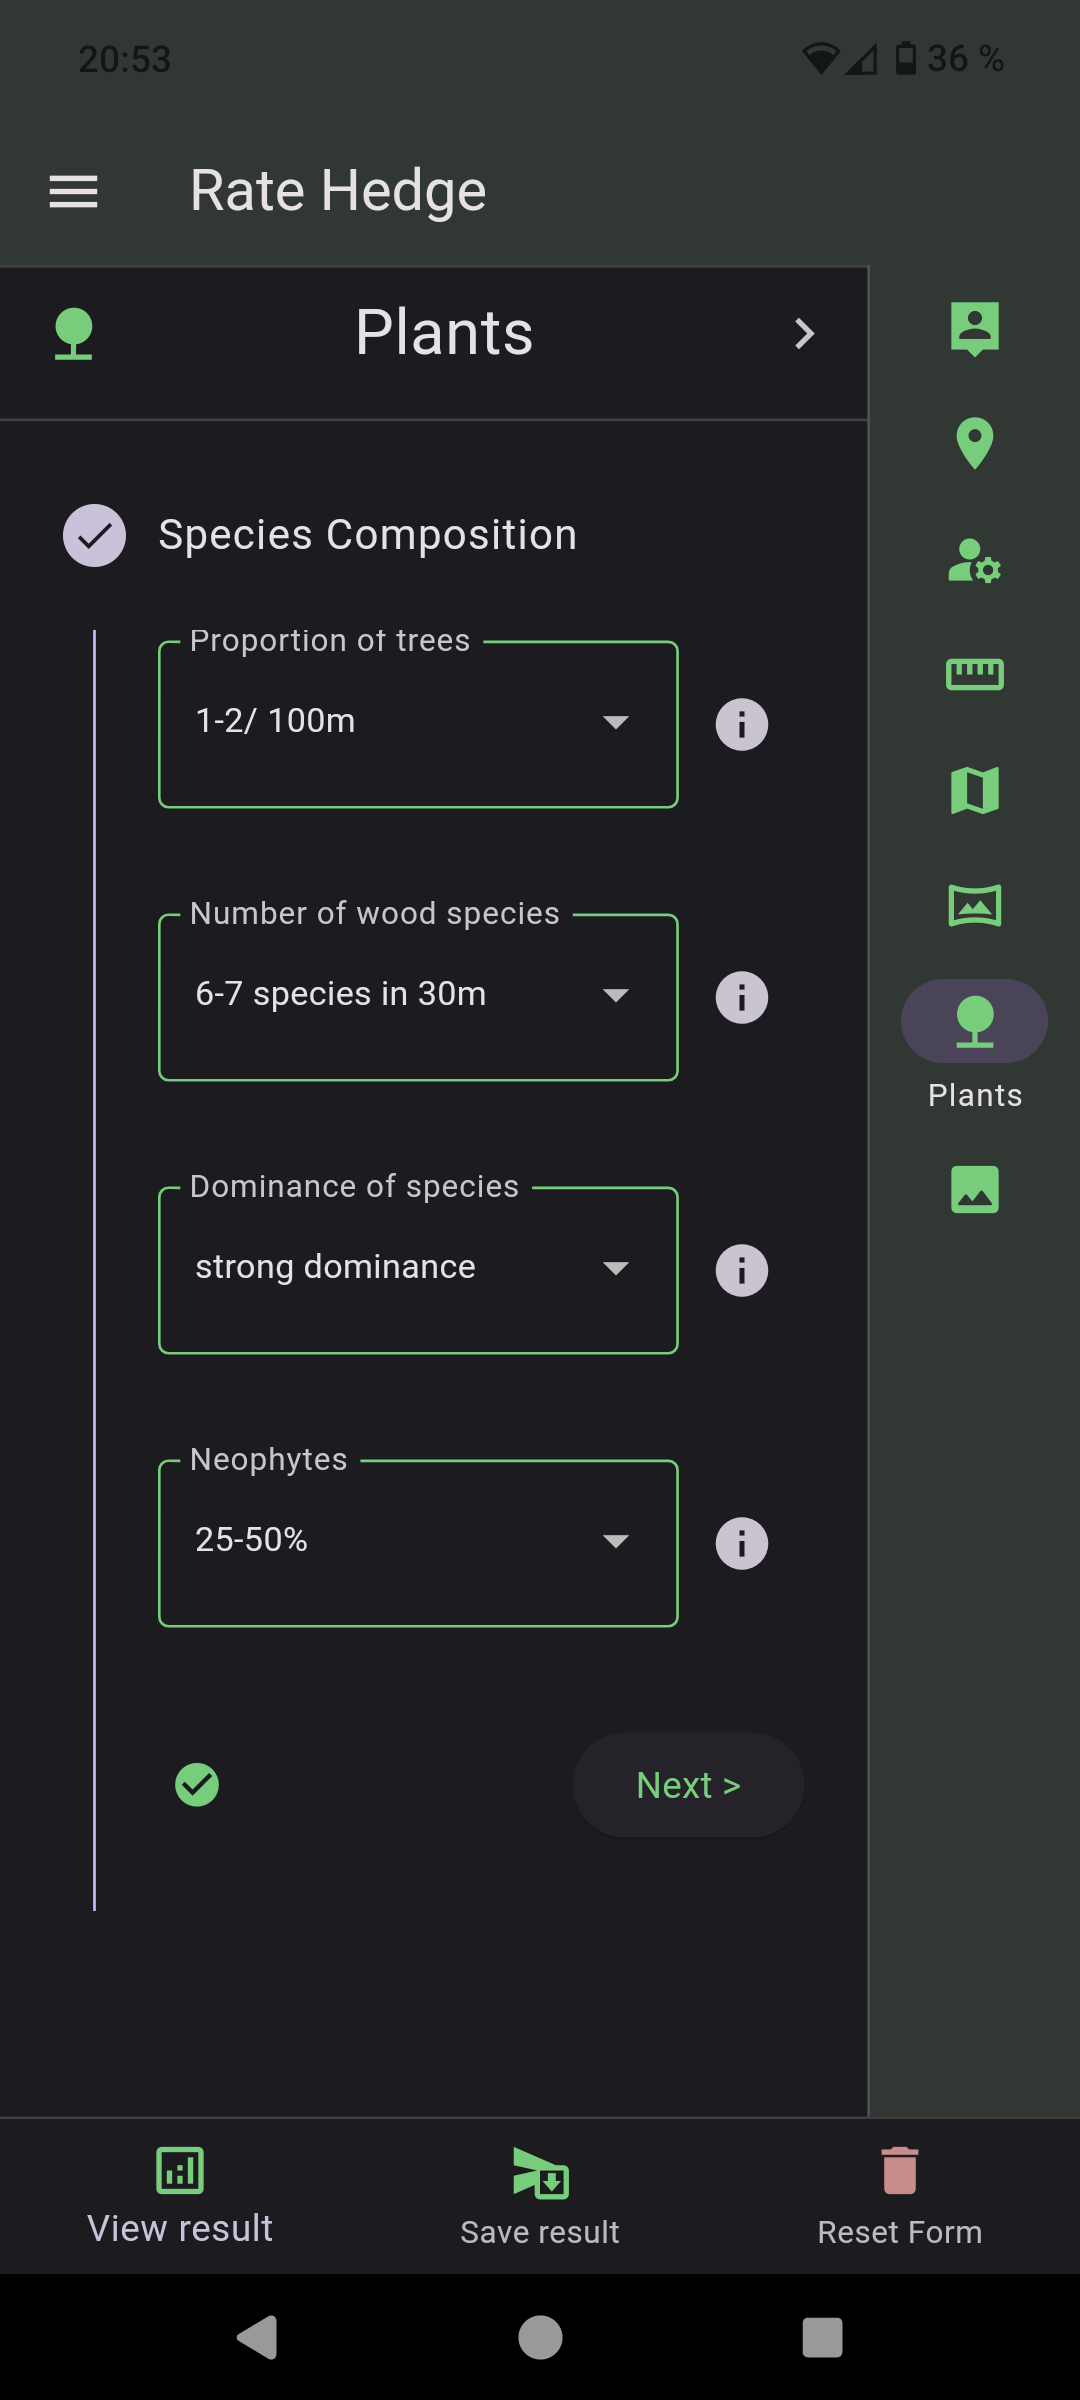 20:53
36 %
Rate Hedge
Plants
Species Composition
Proportion of trees
1-2/ 100m
Number of wood species
6-7 species in 30m
Plants
Dominance of species
strong dominance
Neophytes
25-50%
Next >
View result
Save result
Reset Form